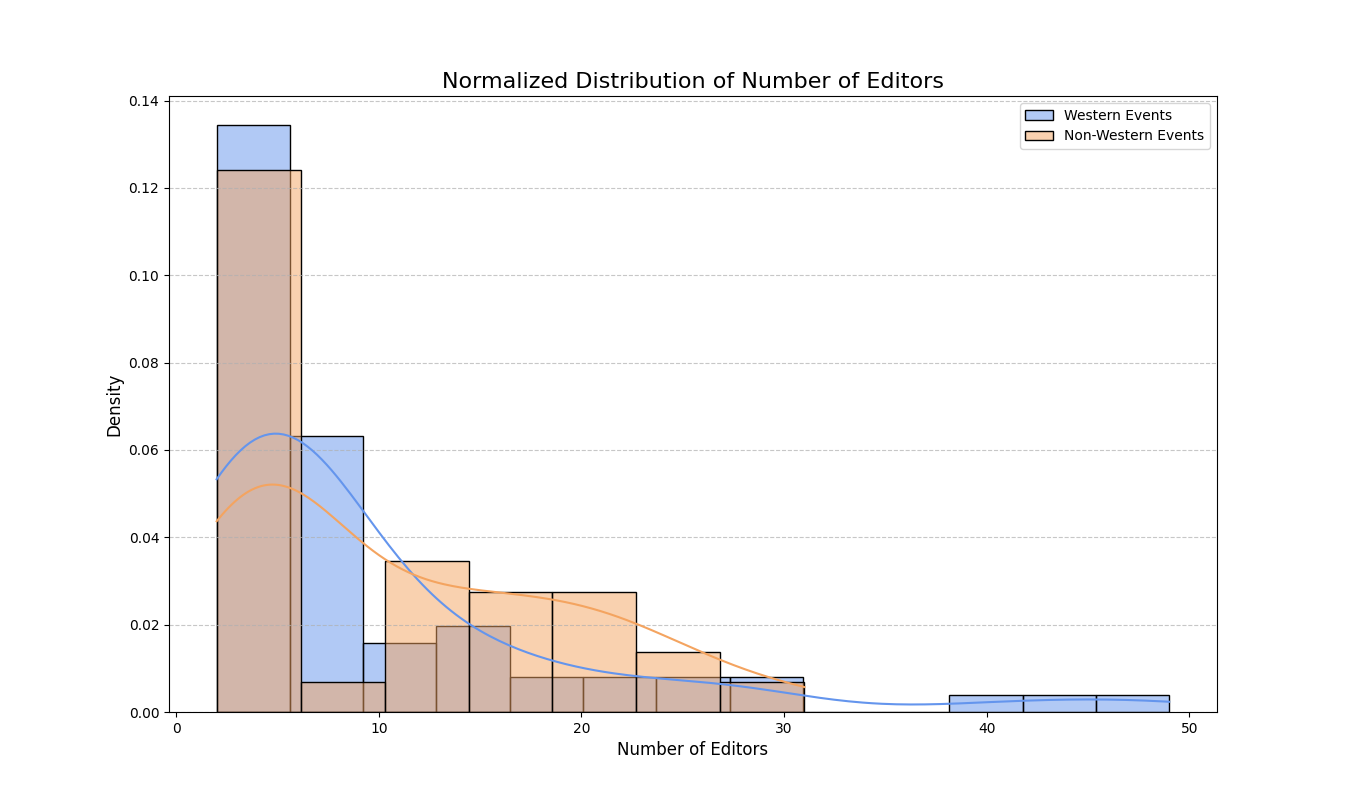 Normalized Distribution of Number of Editors
Western Events
Non-Western Events
Density
0.14
0.12
0.10
0.08
0.06
0.04
0.02
0.00
0 10 20 30 40 50
Number of Editors